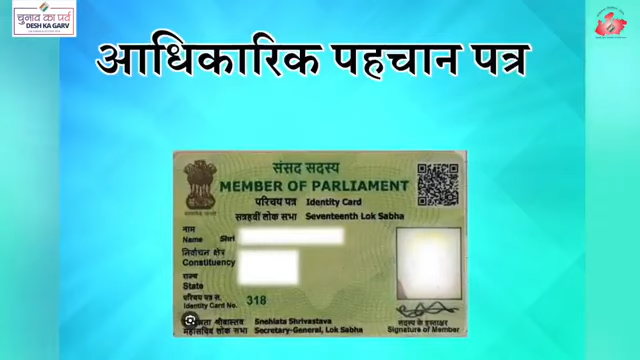 चुनाव का पर्व
DESH KA GARV
आधिकारिक पहचान पत्र
संसद सदस्य
MEMBER OF PARLIAMENT
परिचय पत्र Identity Card
सत्रहवीं लोक सभा Seventeenth Lok Sabha
नाम
Name Shri
निर्वाचन क्षेत्र
Constituency
राज्य
State
परिचय पत्र सं.
Identity Card No. 318
श्रीवास्तव Snehlata Shrivastava
महासचिव लोक सभा Secretary-General, Lok Sabha
सदस्य के हस्ताक्षर
Signature of Member